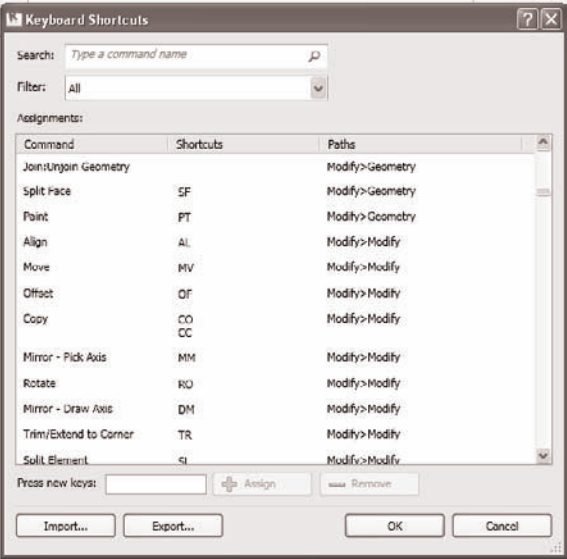 Keyboard Shortcuts
Search: Type a command name
Filter: All
Assignments:
Command Shortcuts Paths
Join:Unjoin Geometry Modify>Geometry
Split Face SF Modify>Geometry
Paint PT Modify>Geometry
Align AL Modify>Modify
Move MV Modify>Modify
Offset OF Modify>Modify
Copy CO Modify>Modify
CC
Mirror - Pick Axis MM Modify>Modify
Rotate RO Modify>Modify
Mirror - Draw Axis DM Modify>Modify
Trim/Extend to Corner TR Modify>Modify
Split Element SL Modify>Modify
Press new keys: Assign Remove
Import... Export... OK Cancel